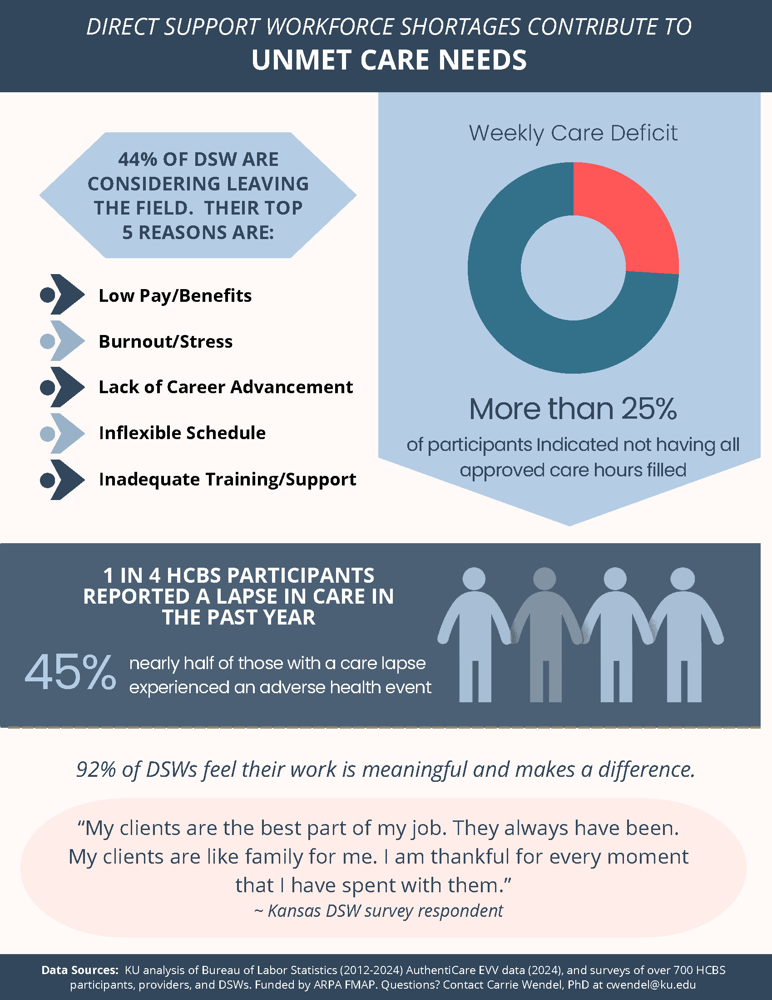 DIRECT SUPPORT WORKFORCE SHORTAGES CONTRIBUTE TO
UNMET CARE NEEDS
44% OF DSW ARE
CONSIDERING LEAVING
THE FIELD.  THEIR TOP
5 REASONS ARE:
Low Pay/Benefits
Burnout/Stress
Lack of Career Advancement
Inflexible Schedule
Inadequate Training/Support
Weekly Care Deficit
More than 25%
of participants Indicated not having all
approved care hours filled
1 IN 4 HCBS PARTICIPANTS
REPORTED A LAPSE IN CARE IN
THE PAST YEAR
45%
nearly half of those with a care lapse
experienced an adverse health event
92% of DSWs feel their work is meaningful and makes a difference.
“My clients are the best part of my job. They always have been.
My clients are like family for me. I am thankful for every moment
that I have spent with them.”
~ Kansas DSW survey respondent
Data Sources:  KU analysis of Bureau of Labor Statistics (2012-2024) AuthentiCare EVV data (2024), and surveys of over 700 HCBS
participants, providers, and DSWs. Funded by ARPA FMAP. Questions? Contact Carrie Wendel, PhD at cwendel@ku.edu